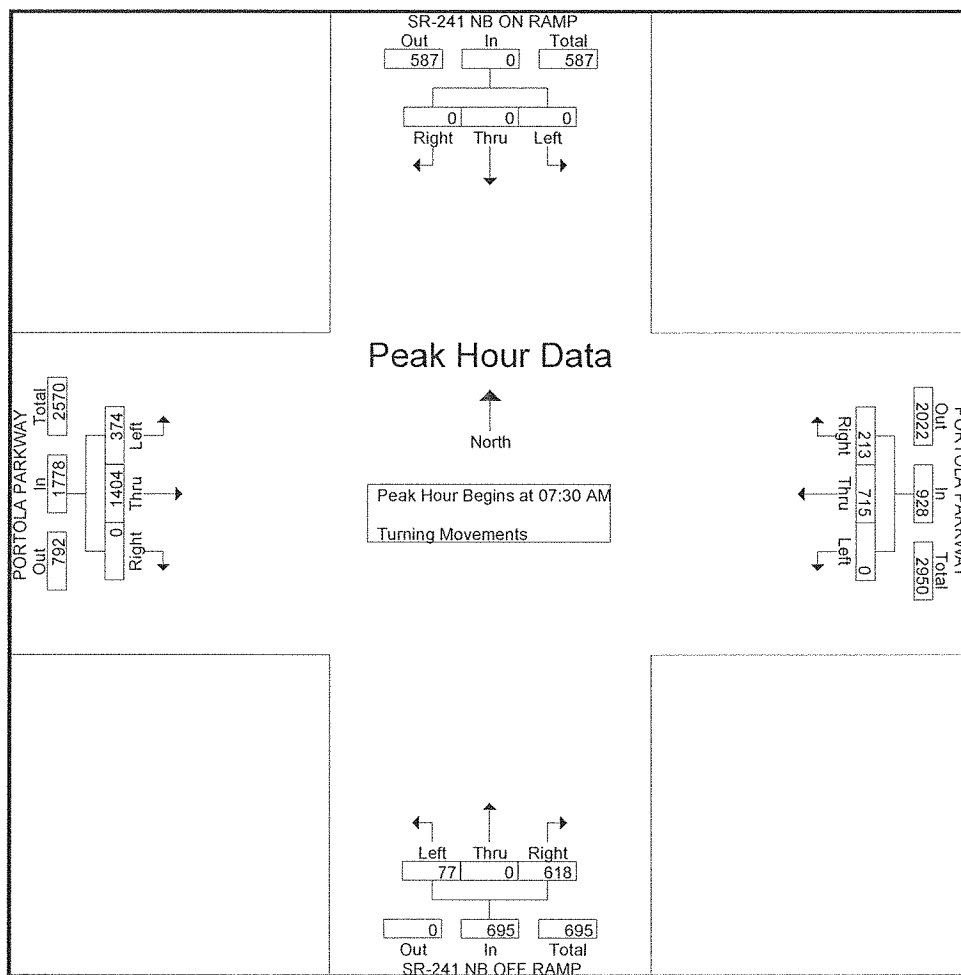 SR-241 NB ON RAMP
Out In Total
587 0 587
0 0 0
Right Thru Left
Peak Hour Data
North
Peak Hour Begins at 07:30 AM
Turning Movements
PORTOLA PARKWAY
Total In Out
2570 1778 792
374 1404 0
Left Thru Right
PORTOLA PARKWAY
Out In Total
2022 928 2950
213 715 0
Right Thru Left
Left Thru Right
77 0 618
0 695 695
Out In Total
SR-241 NB OFF RAMP